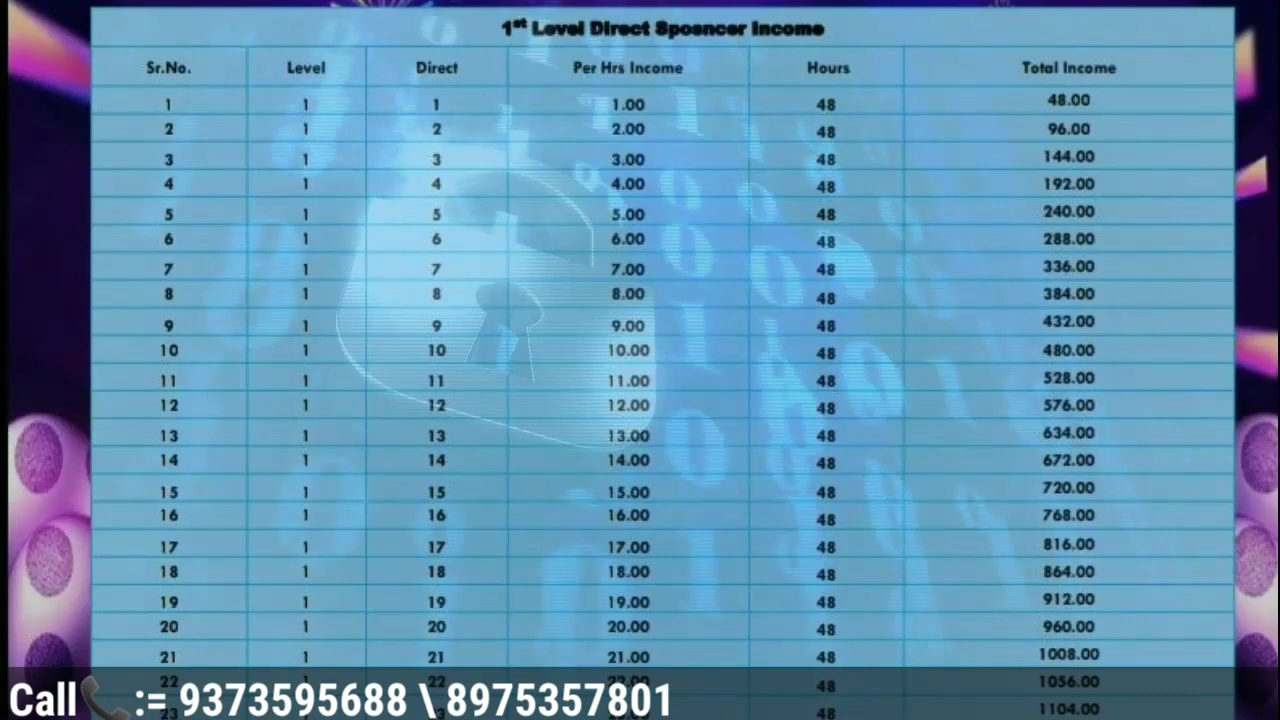 1st Level Direct Sposncer Income
Sr.No. Level Direct Per Hrs Income Hours Total Income
1 1 1 1.00 48 48.00
2 1 2 2.00 48 96.00
3 1 3 3.00 48 144.00
4 1 4 4.00 48 192.00
5 1 5 5.00 48 240.00
6 1 6 6.00 48 288.00
7 1 7 7.00 48 336.00
8 1 8 8.00 48 384.00
9 1 9 9.00 48 432.00
10 1 10 10.00 48 480.00
11 1 11 11.00 48 528.00
12 1 12 12.00 48 576.00
13 1 13 13.00 48 634.00
14 1 14 14.00 48 672.00
15 1 15 15.00 48 720.00
16 1 16 16.00 48 768.00
17 1 17 17.00 48 816.00
18 1 18 18.00 48 864.00
19 1 19 19.00 48 912.00
20 1 20 20.00 48 960.00
21 1 21 21.00 48 1008.00
22 1 22 22.00 48 1056.00
23 23 48 1104.00
Call := 9373595688 \ 8975357801